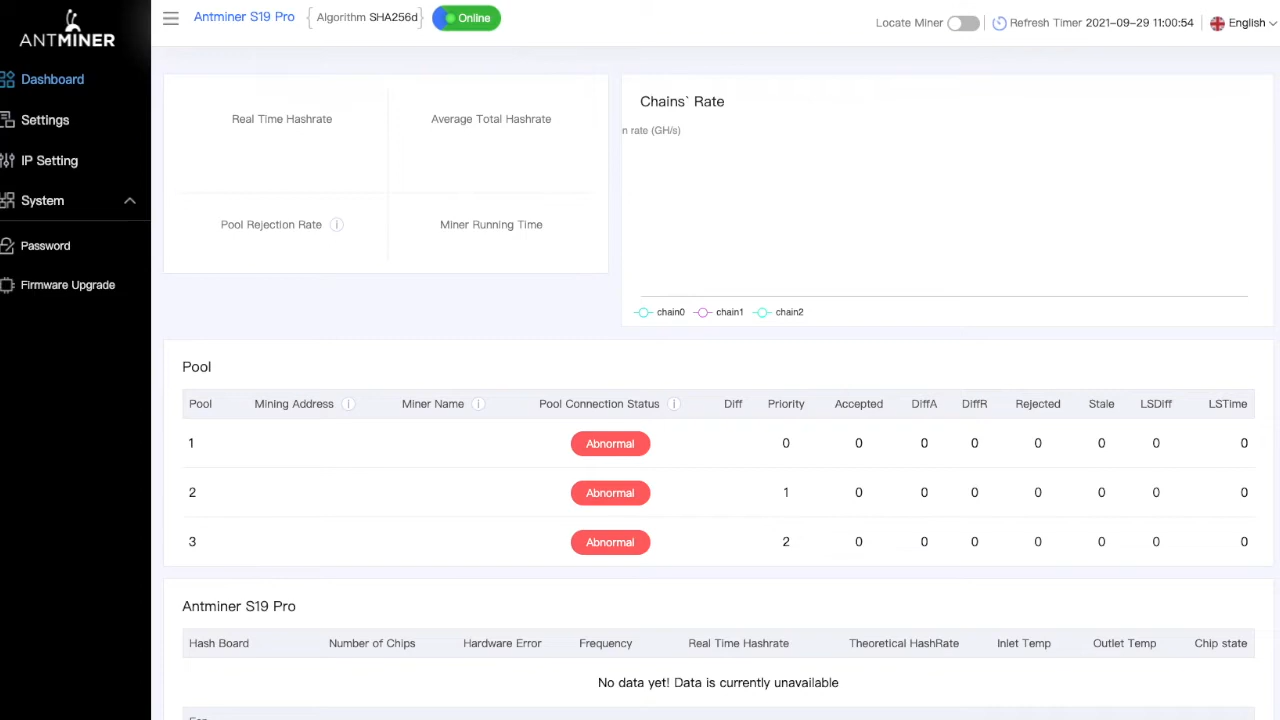 ANTMINER
Antminer S19 Pro
Algorithm SHA256d
Online
Locate Miner
Refresh Timer 2021-09-29 11:00:54
English
Dashboard
Settings
IP Setting
System
Password
Firmware Upgrade
Real Time Hashrate
Average Total Hashrate
Pool Rejection Rate
Miner Running Time
Chains` Rate
n rate (GH/s)
chain0 chain1 chain2
Pool
Pool Mining Address Miner Name Pool Connection Status Diff Priority Accepted DiffA DiffR Rejected Stale LSDiff LSTime
1 Abnormal 0 0 0 0 0 0 0 0
2 Abnormal 1 0 0 0 0 0 0 0
3 Abnormal 2 0 0 0 0 0 0 0
Antminer S19 Pro
Hash Board Number of Chips Hardware Error Frequency Real Time Hashrate Theoretical HashRate Inlet Temp Outlet Temp Chip state
No data yet! Data is currently unavailable